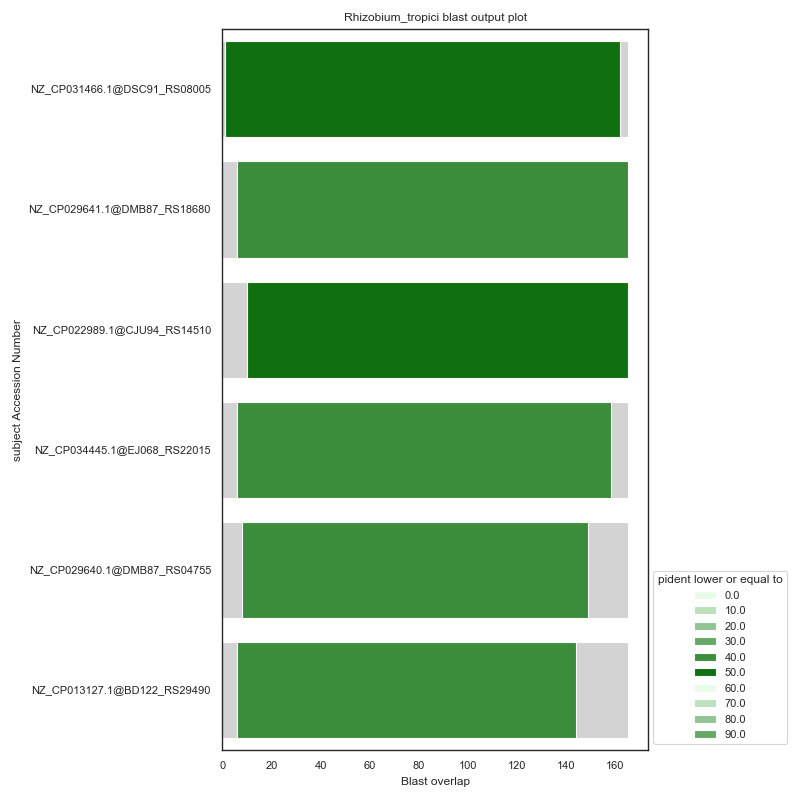 Rhizobium_tropici blast output plot
NZ_CP031466.1@DSC91_RS08005
NZ_CP029641.1@DMB87_RS18680
NZ_CP022989.1@CJU94_RS14510
NZ_CP034445.1@EJ068_RS22015
NZ_CP029640.1@DMB87_RS04755
NZ_CP013127.1@BD122_RS29490
subject Accession Number
0 20 40 60 80 100 120 140 160
Blast overlap
pident lower or equal to
0.0
10.0
20.0
30.0
40.0
50.0
60.0
70.0
80.0
90.0